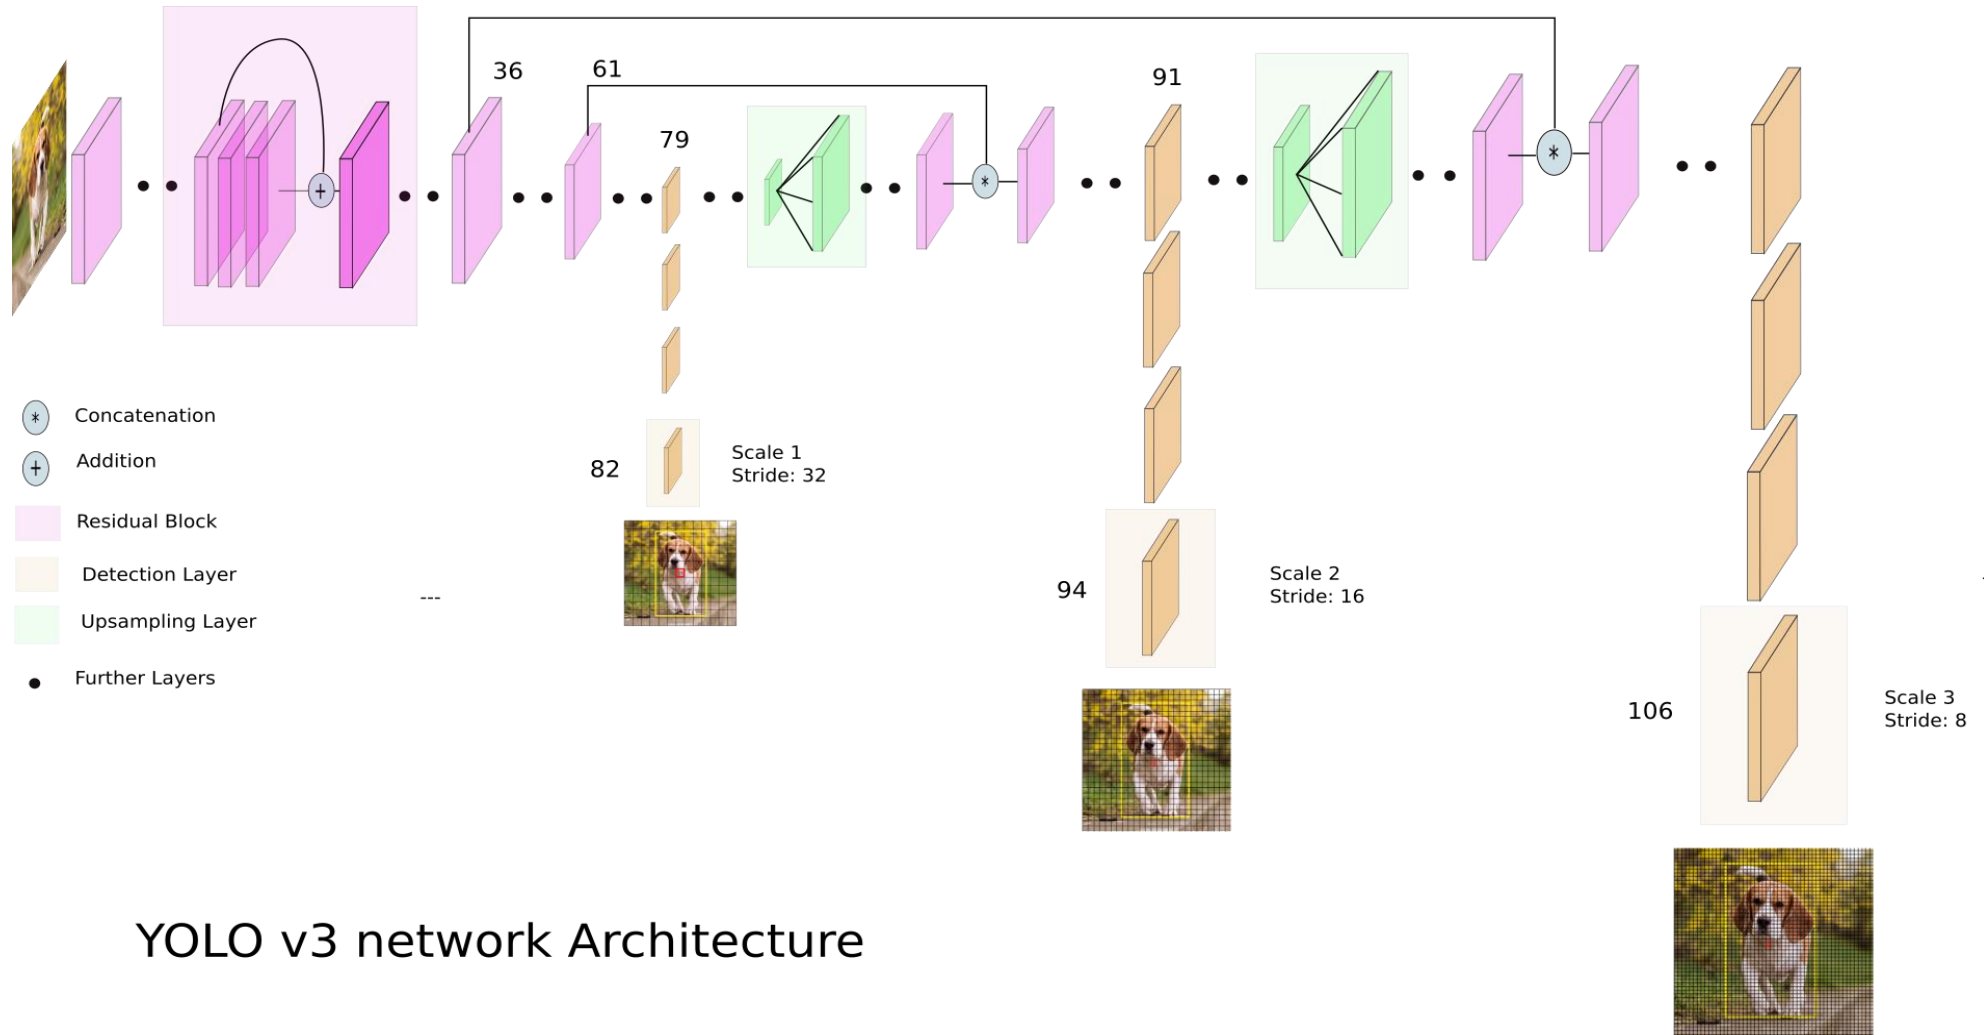 36
61
91
79
Concatenation
Addition
Residual Block
Detection Layer
Upsampling Layer
Further Layers
---
82
Scale 1
Stride: 32
94
Scale 2
Stride: 16
106
Scale 3
Stride: 8
YOLO v3 network Architecture